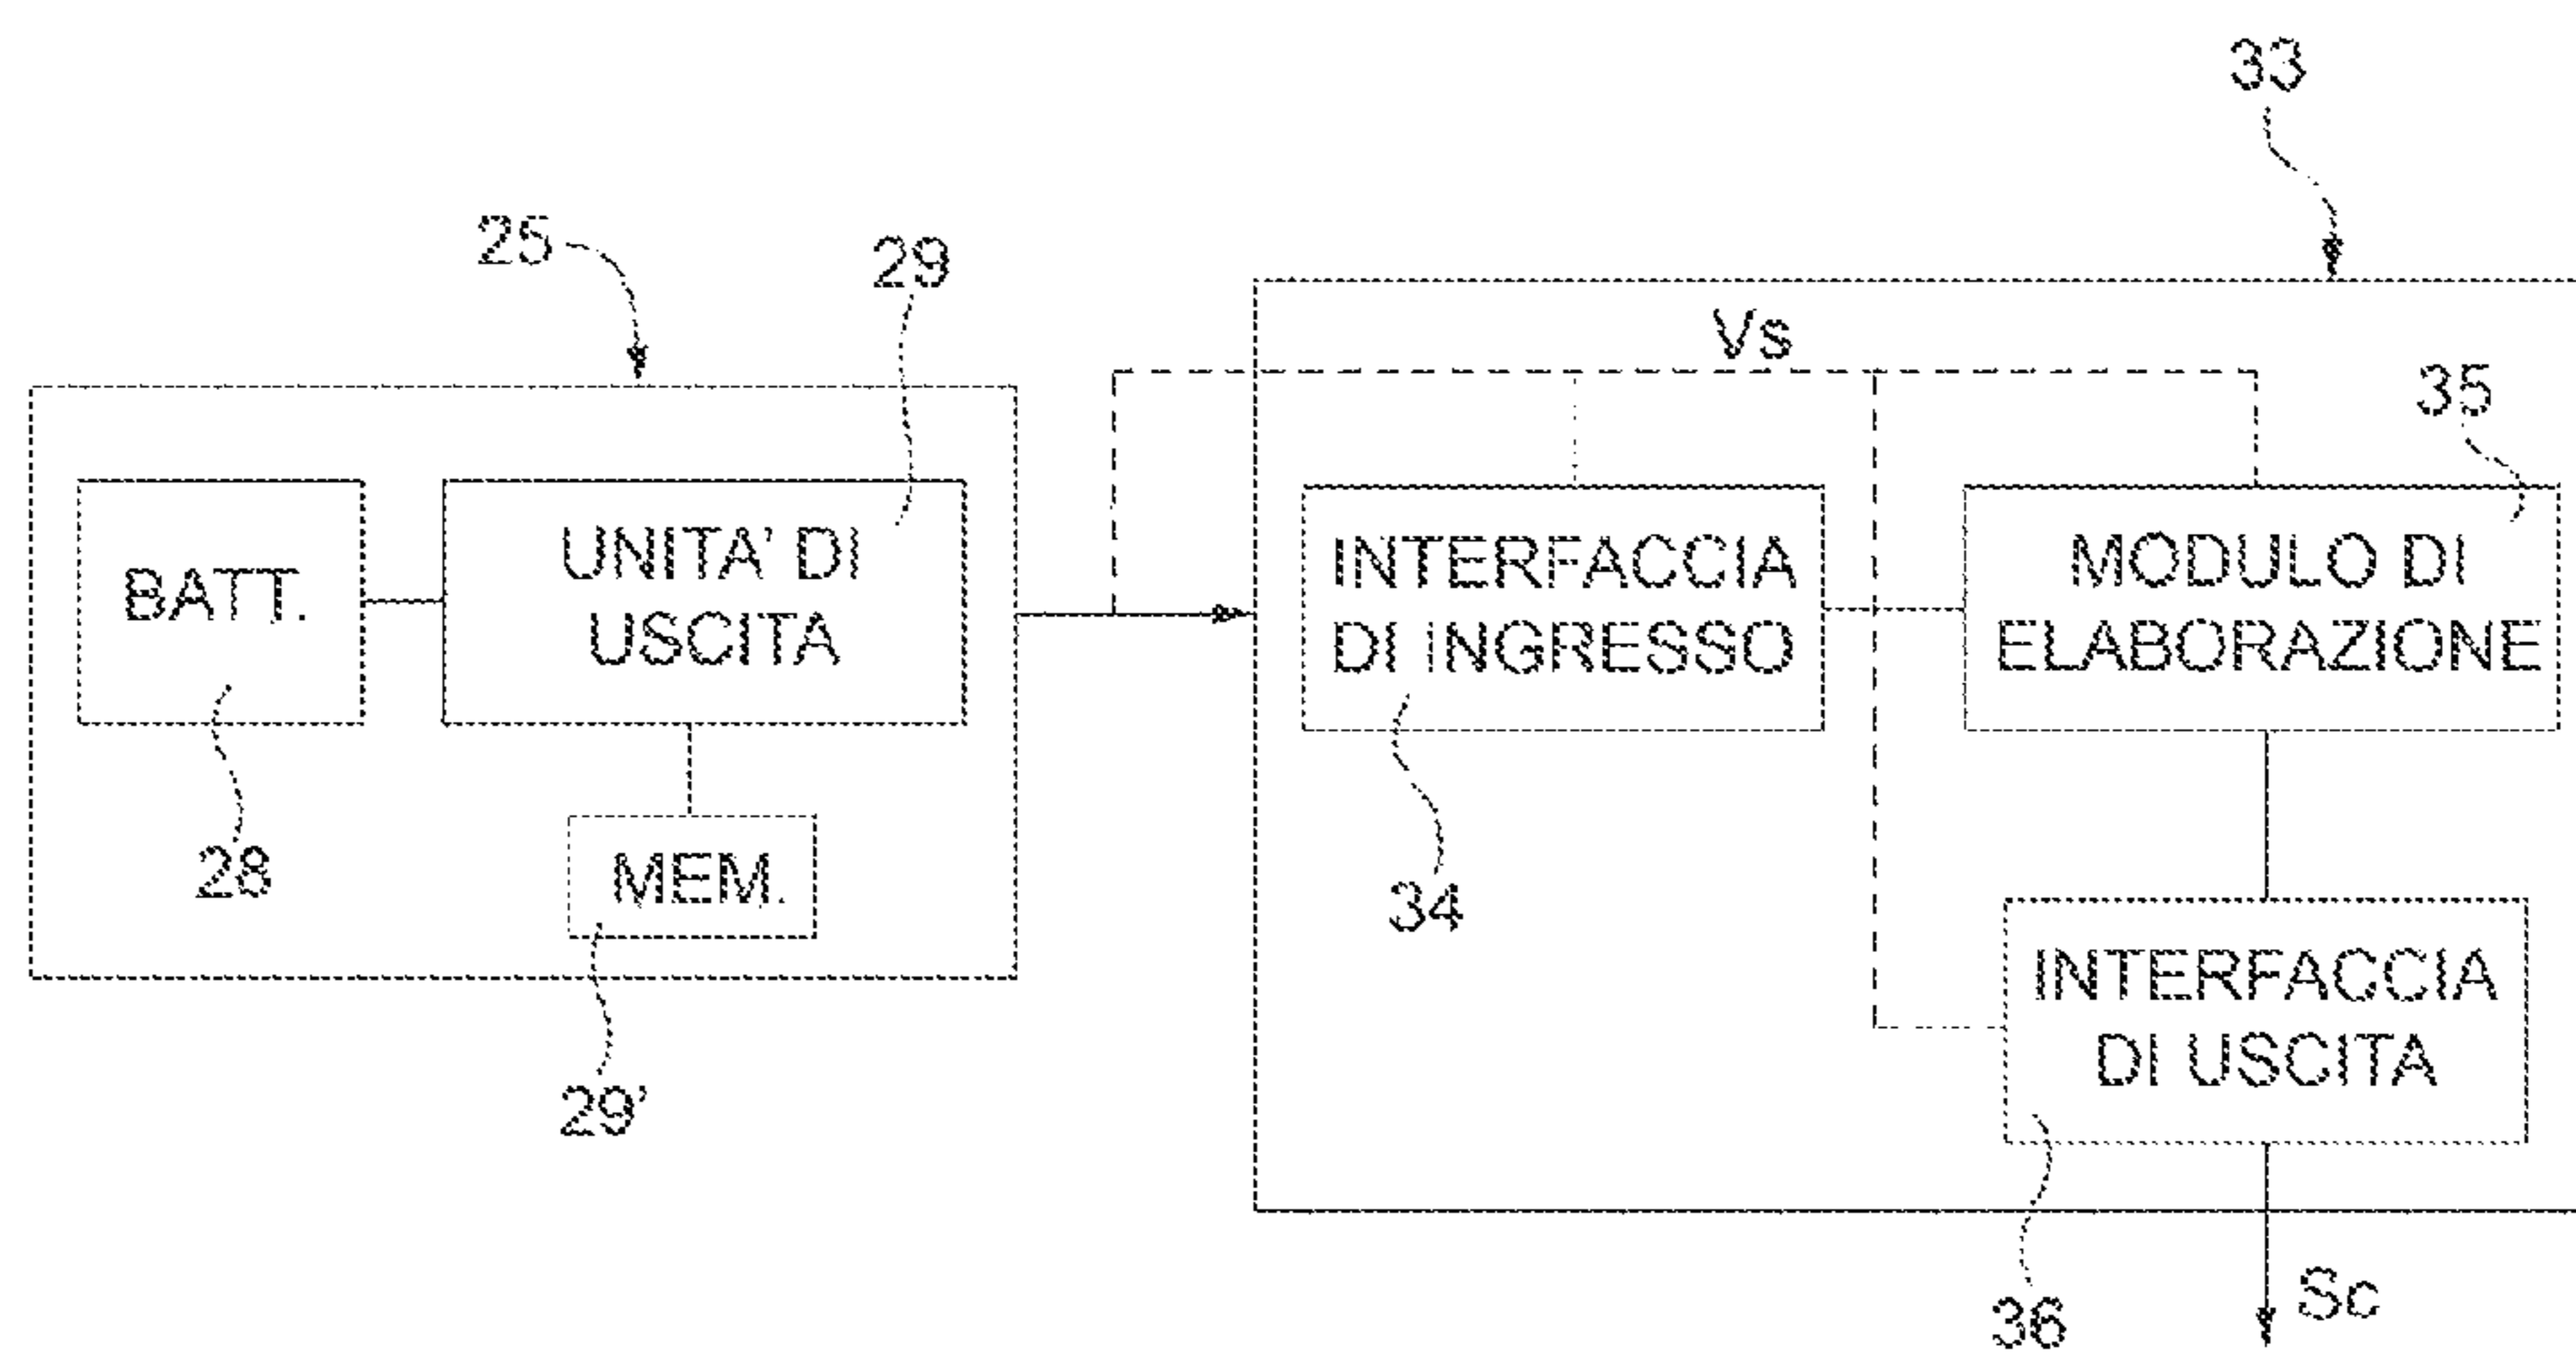 33
25
29
Vs
35
BATT.
UNITA' DI
USCITA
INTERFACCIA
DI INGRESSO
MODULO DI
ELABORAZIONE
28
MEM.
34
29'
INTERFACCIA
DI USCITA
36
Sc